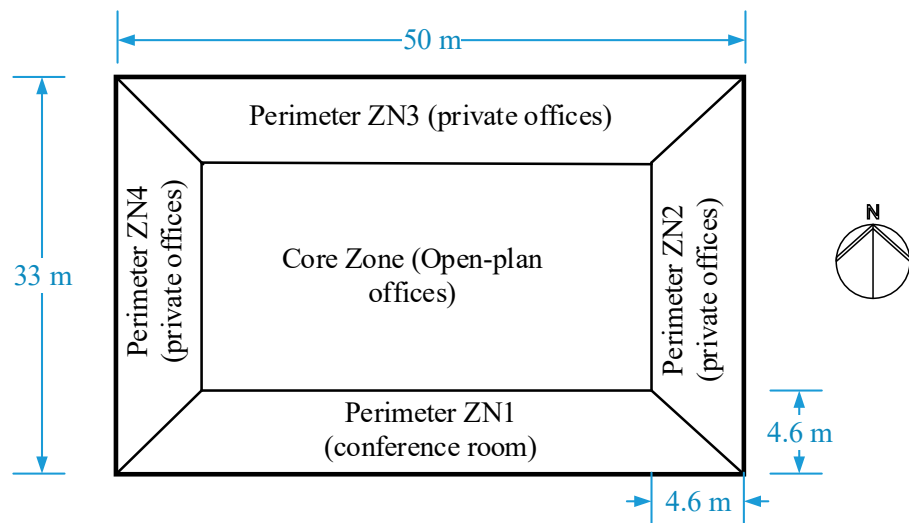 50 m
Perimeter ZN3 (private offices)
Perimeter ZN4
(private offices)
Core Zone (Open-plan
offices)
Perimeter ZN2
(private offices)
N
33 m
Perimeter ZN1
(conference room)
4.6 m
4.6 m